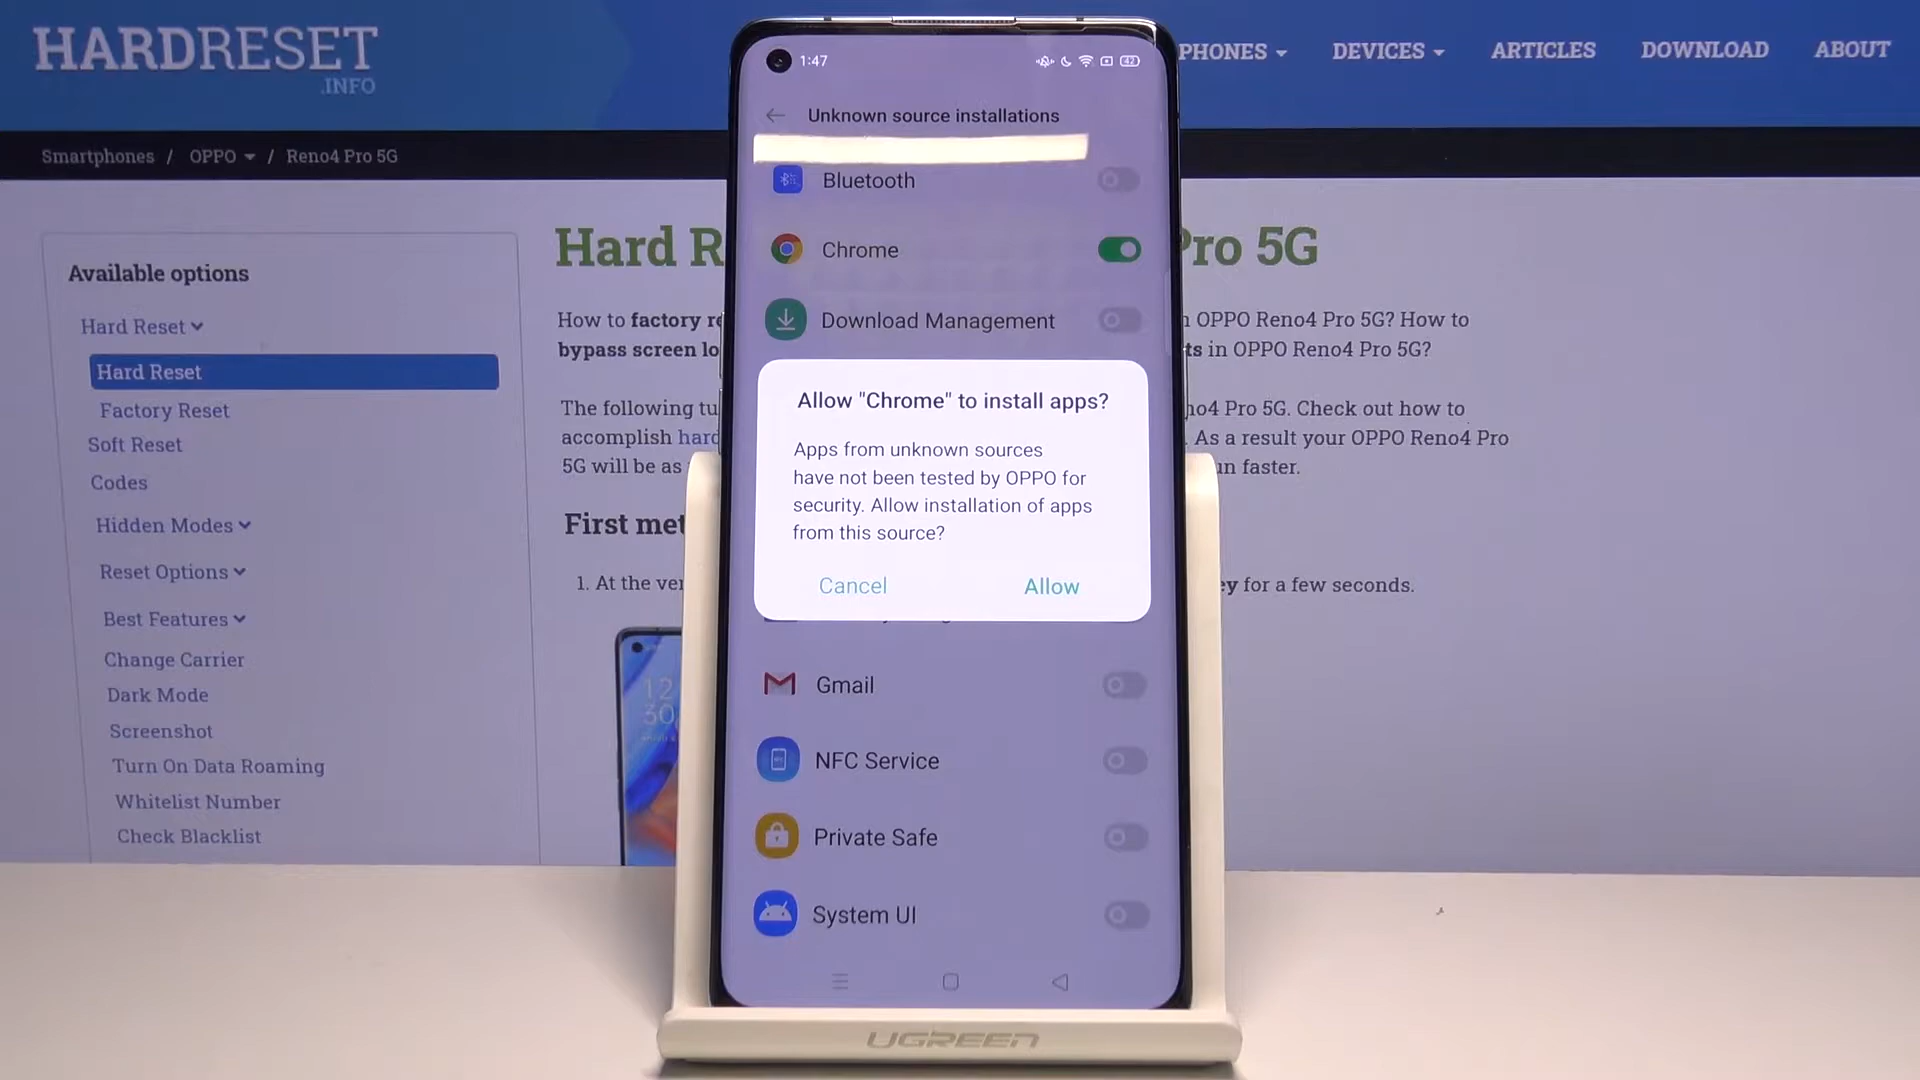 HARDRESET
.INFO
PHONES
DEVICES
ARTICLES
DOWNLOAD
ABOUT
Smartphones / OPPO / Reno4 Pro 5G
Available options
Hard Reset
Hard Reset
Factory Reset
Soft Reset
Codes
Hidden Modes
Reset Options
Best Features
Change Carrier
Dark Mode
Screenshot
Turn On Data Roaming
Whitelist Number
Check Blacklist
Hard R
Pro 5G
How to factory re
OPPO Reno4 Pro 5G? How to
bypass screen lo
ts in OPPO Reno4 Pro 5G?
The following tu
no4 Pro 5G. Check out how to
accomplish hard
. As a result your OPPO Reno4 Pro
5G will be as
un faster.
First met
1. At the ver
ey for a few seconds.
12
30
1:47
42
Unknown source installations
Bluetooth
Chrome
Download Management
Allow "Chrome" to install apps?
Apps from unknown sources
have not been tested by OPPO for
security. Allow installation of apps
from this source?
Cancel
Allow
Gmail
NFC Service
Private Safe
System UI
UGREEN